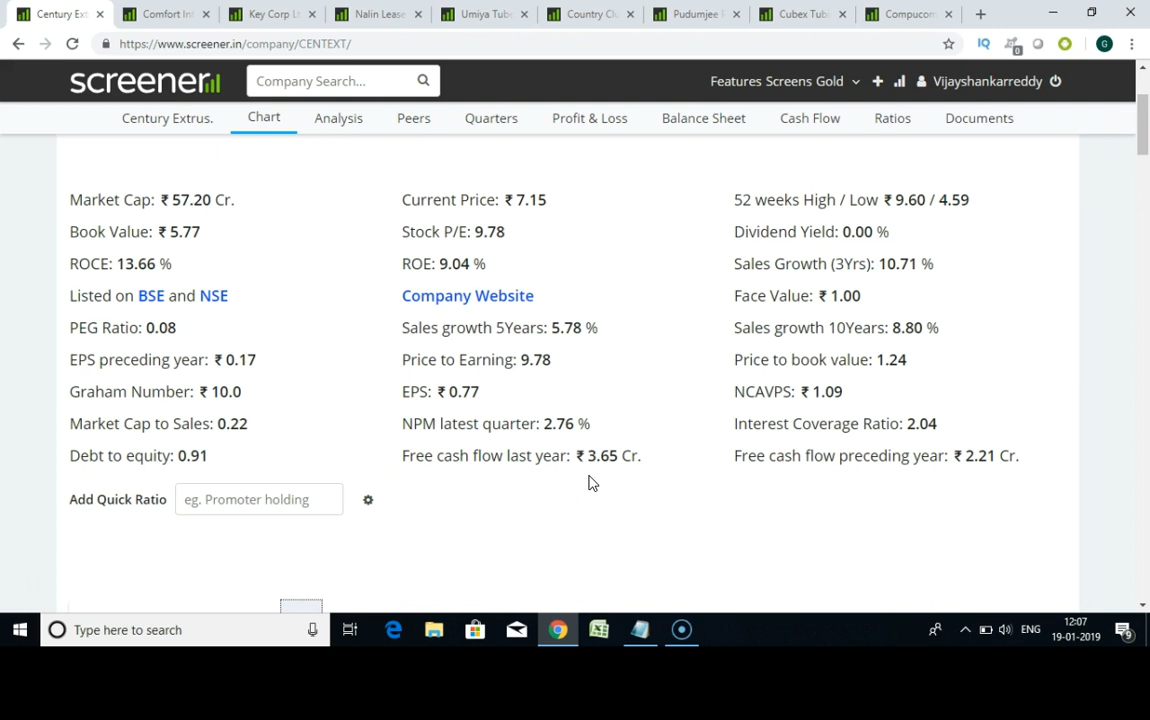 Century Ext
Comfort In
Key Corp L
Nalin Lease
Umiya Tub
Country Cl
Pudumjee
Cubex Tub
Compucom
https://www.screener.in/company/CENTEXT/
IQ
0
G
screener
Company Search...
Features Screens Gold
Vijayshankarreddy
Century Extrus.
Chart
Analysis
Peers
Quarters
Profit & Loss
Balance Sheet
Cash Flow
Ratios
Documents
Market Cap: ₹ 57.20 Cr.
Current Price: ₹ 7.15
52 weeks High / Low ₹ 9.60 / 4.59
Book Value: ₹ 5.77
Stock P/E: 9.78
Dividend Yield: 0.00 %
ROCE: 13.66 %
ROE: 9.04 %
Sales Growth (3Yrs): 10.71 %
Listed on BSE and NSE
Company Website
Face Value: ₹ 1.00
PEG Ratio: 0.08
Sales growth 5Years: 5.78 %
Sales growth 10Years: 8.80 %
EPS preceding year: ₹ 0.17
Price to Earning: 9.78
Price to book value: 1.24
Graham Number: ₹ 10.0
EPS: ₹ 0.77
NCAVPS: ₹ 1.09
Market Cap to Sales: 0.22
NPM latest quarter: 2.76 %
Interest Coverage Ratio: 2.04
Debt to equity: 0.91
Free cash flow last year: ₹ 3.65 Cr.
Free cash flow preceding year: ₹ 2.21 Cr.
Add Quick Ratio
eg. Promoter holding
Type here to search
ENG
12:07
19-01-2019
9